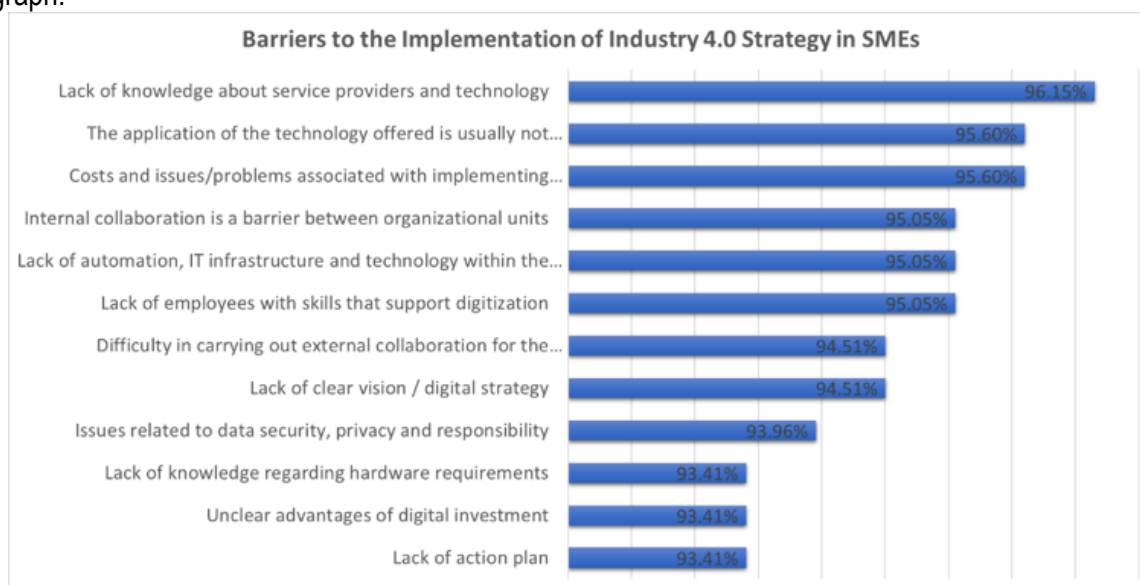 graph.
Barriers to the Implementation of Industry 4.0 Strategy in SMEs
Lack of knowledge about service providers and technology 96.15%
The application of the technology offered is usually not... 95.60%
Costs and issues/problems associated with implementing... 95.60%
Internal collaboration is a barrier between organizational units 95.05%
Lack of automation, IT infrastructure and technology within the... 95.05%
Lack of employees with skills that support digitization 95.05%
Difficulty in carrying out external collaboration for the... 94.51%
Lack of clear vision / digital strategy 94.51%
Issues related to data security, privacy and responsibility 93.96%
Lack of knowledge regarding hardware requirements 93.41%
Unclear advantages of digital investment 93.41%
Lack of action plan 93.41%